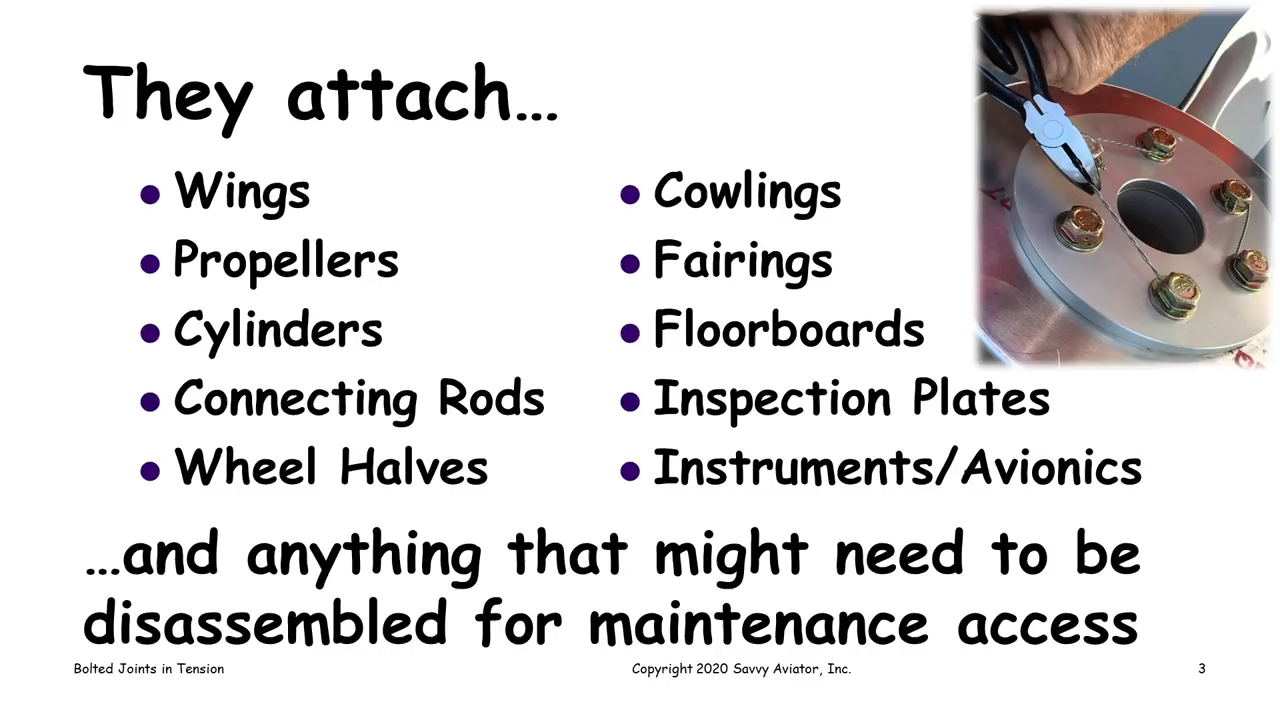 They attach…
Wings
Propellers
Cylinders
Connecting Rods
Wheel Halves
Cowlings
Fairings
Floorboards
Inspection Plates
Instruments/Avionics
…and anything that might need to be
disassembled for maintenance access
Bolted Joints in Tension
Copyright 2020 Savvy Aviator, Inc.
3